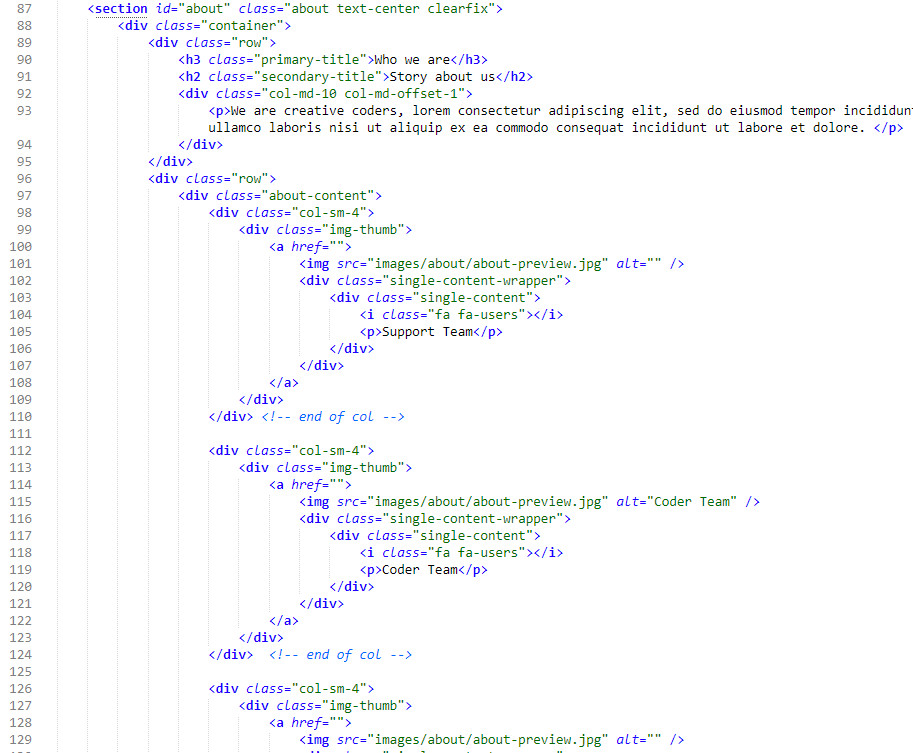 87 <section id="about" class="about text-center clearfix">
88 <div class="container">
89 <div class="row">
90 <h3 class="primary-title">Who we are</h3>
91 <h2 class="secondary-title">Story about us</h2>
92 <div class="col-md-10 col-md-offset-1">
93 <p>We are creative coders, lorem consectetur adipiscing elit, sed do eiusmod tempor incididunt
ullamco laboris nisi ut aliquip ex ea commodo consequat incididunt ut labore et dolore. </p>
94 </div>
95 </div>
96 <div class="row">
97 <div class="about-content">
98 <div class="col-sm-4">
99 <div class="img-thumb">
100 <a href="">
101 <img src="images/about/about-preview.jpg" alt="" />
102 <div class="single-content-wrapper">
103 <div class="single-content">
104 <i class="fa fa-users"></i>
105 <p>Support Team</p>
106 </div>
107 </div>
108 </a>
109 </div>
110 </div> <!-- end of col -->
111
112 <div class="col-sm-4">
113 <div class="img-thumb">
114 <a href="">
115 <img src="images/about/about-preview.jpg" alt="Coder Team" />
116 <div class="single-content-wrapper">
117 <div class="single-content">
118 <i class="fa fa-users"></i>
119 <p>Coder Team</p>
120 </div>
121 </div>
122 </a>
123 </div>
124 </div>  <!-- end of col -->
125
126 <div class="col-sm-4">
127 <div class="img-thumb">
128 <a href="">
129 <img src="images/about/about-preview.jpg" alt="" />